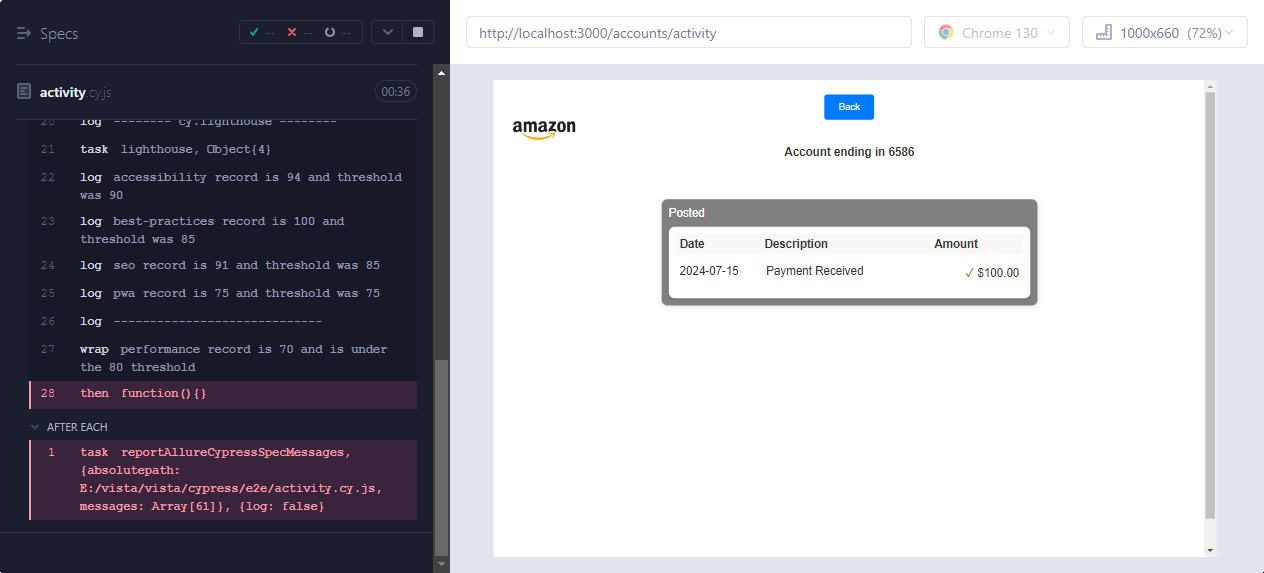 Specs
--
--
--
http://localhost:3000/accounts/activity
Chrome 130
1000x660 (72%)
activity.cy.js
00:36
20 log -------- cy.lighthouse --------
21 task lighthouse, Object{4}
22 log accessibility record is 94 and threshold
was 90
23 log best-practices record is 100 and
threshold was 85
24 log seo record is 91 and threshold was 85
25 log pwa record is 75 and threshold was 75
26 log -----------------------------
27 wrap performance record is 70 and is under
the 80 threshold
28 then function(){}
AFTER EACH
1 task reportAllureCypressSpecMessages,
{absolutepath:
E:/vista/vista/cypress/e2e/activity.cy.js,
messages: Array[61]}, {log: false}
Back
amazon
Account ending in 6586
Posted
Date Description Amount
2024-07-15 Payment Received ✓ $100.00